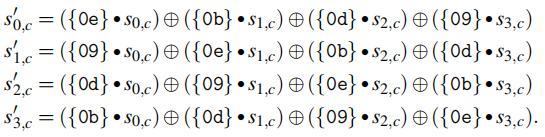 s′0,c = ({0e} • s0,c) ⊕ ({0b} • s1,c) ⊕ ({0d} • s2,c) ⊕ ({09} • s3,c)
s′1,c = ({09} • s0,c) ⊕ ({0e} • s1,c) ⊕ ({0b} • s2,c) ⊕ ({0d} • s3,c)
s′2,c = ({0d} • s0,c) ⊕ ({09} • s1,c) ⊕ ({0e} • s2,c) ⊕ ({0b} • s3,c)
s′3,c = ({0b} • s0,c) ⊕ ({0d} • s1,c) ⊕ ({09} • s2,c) ⊕ ({0e} • s3,c).